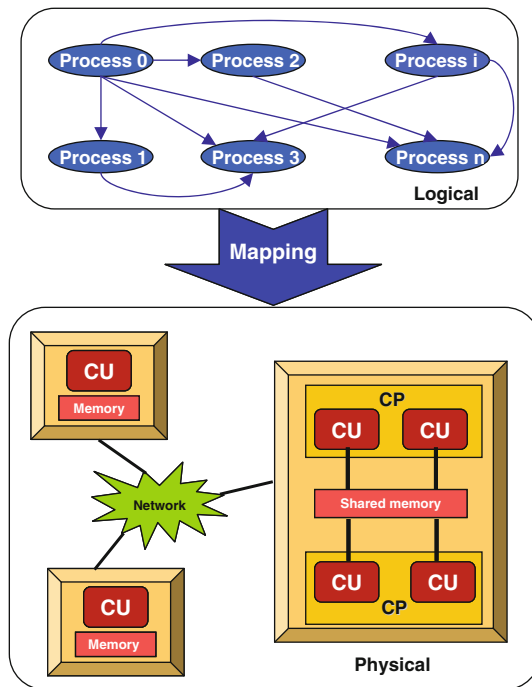 Process 0
Process 2
Process i
Process 1
Process 3
Process n
Logical
Mapping
CU
Memory
CP
CU
CU
Network
Shared memory
CU
CU
CP
CU
Memory
Physical